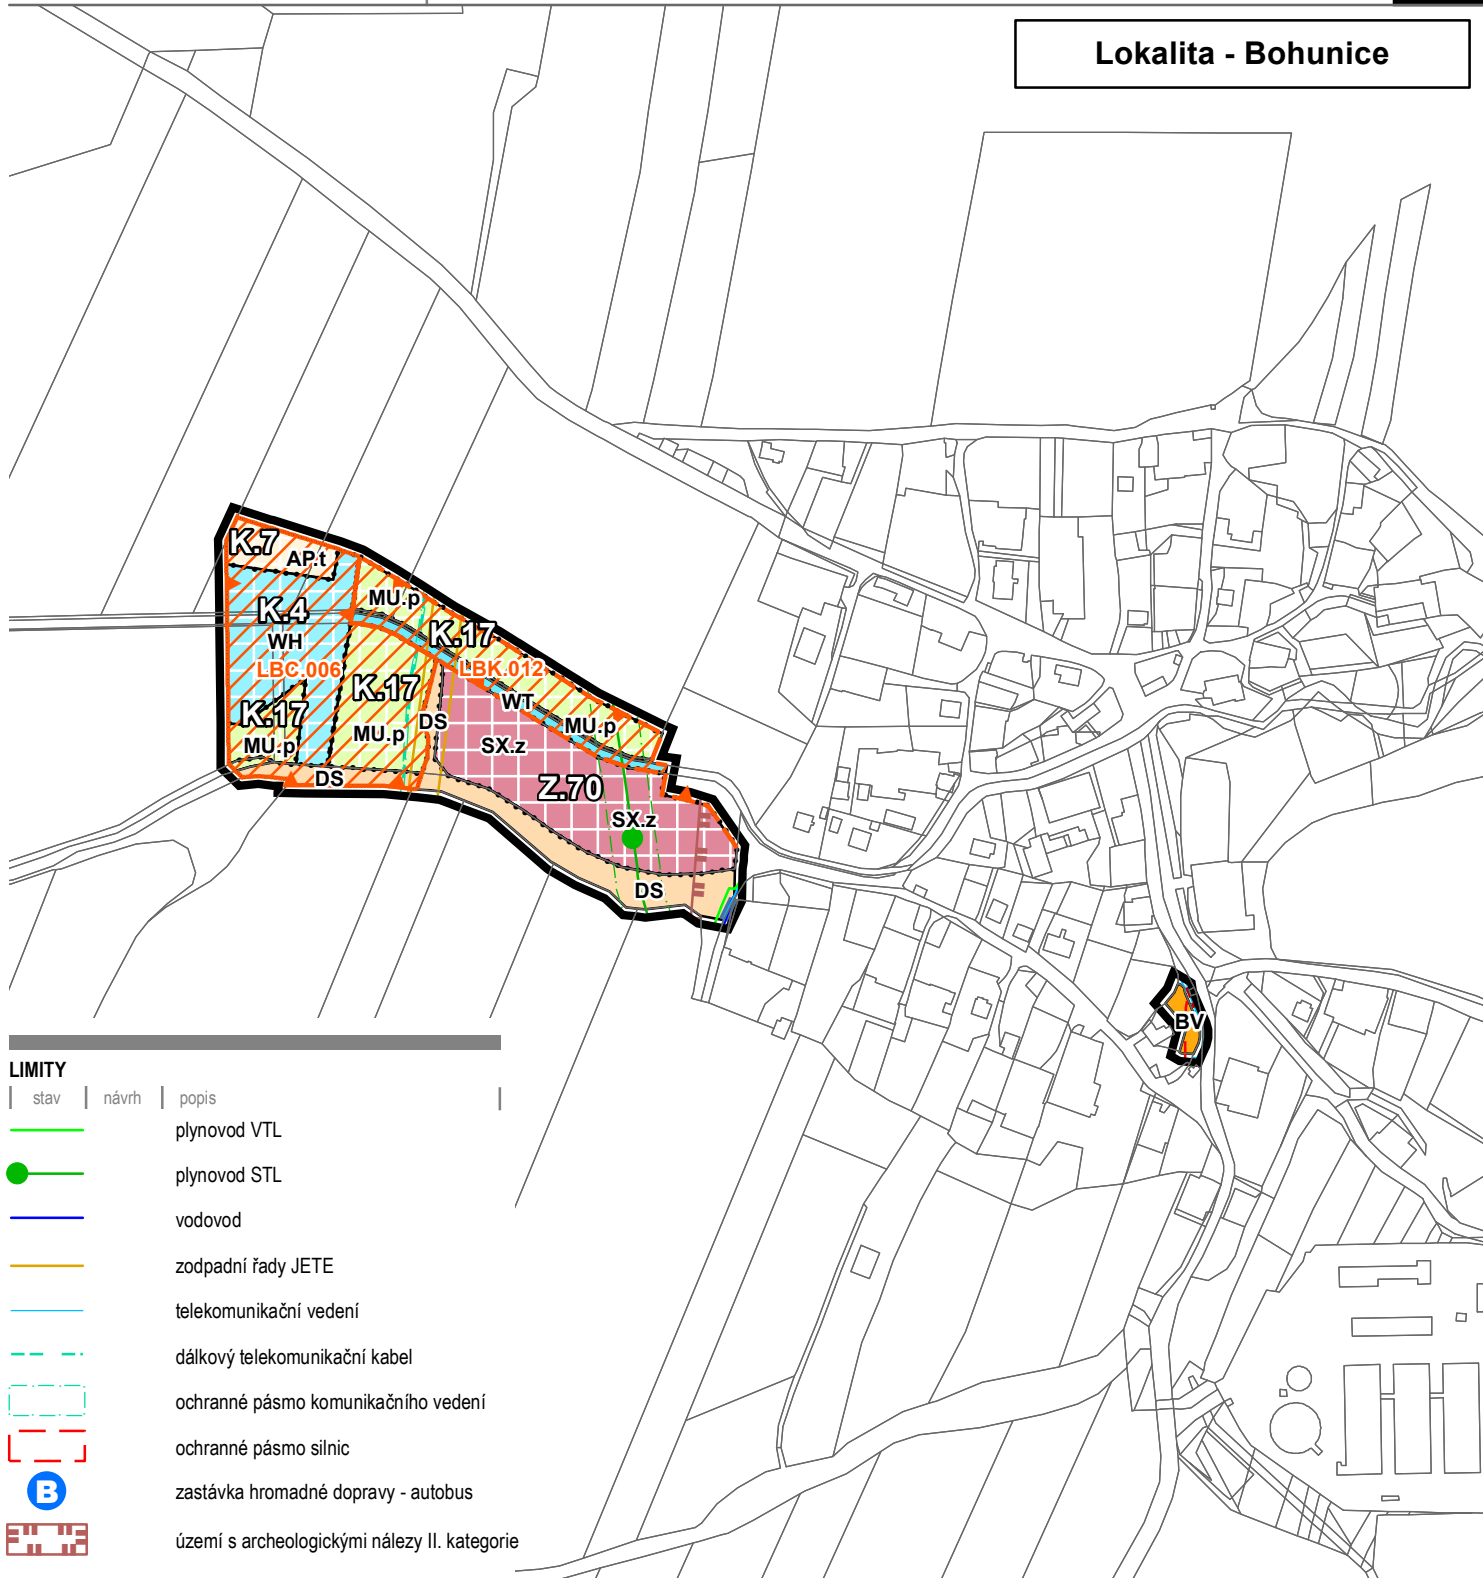 Lokalita - Bohunice
K.7
AP.t
K.4
WH
LBC.006
MU.p
K.17
LBK.012
WT
MU.p
K.17
MU.p
K.17
MU.p
DS
DS
SX.z
Z.70
SX.z
DS
BV
LIMITY
stav návrh popis
plynovod VTL
plynovod STL
vodovod
zodpadní řady JETE
telekomunikační vedení
dálkový telekomunikační kabel
ochranné pásmo komunikačního vedení
ochranné pásmo silnic
B zastávka hromadné dopravy - autobus
území s archeologickými nálezy II. kategorie